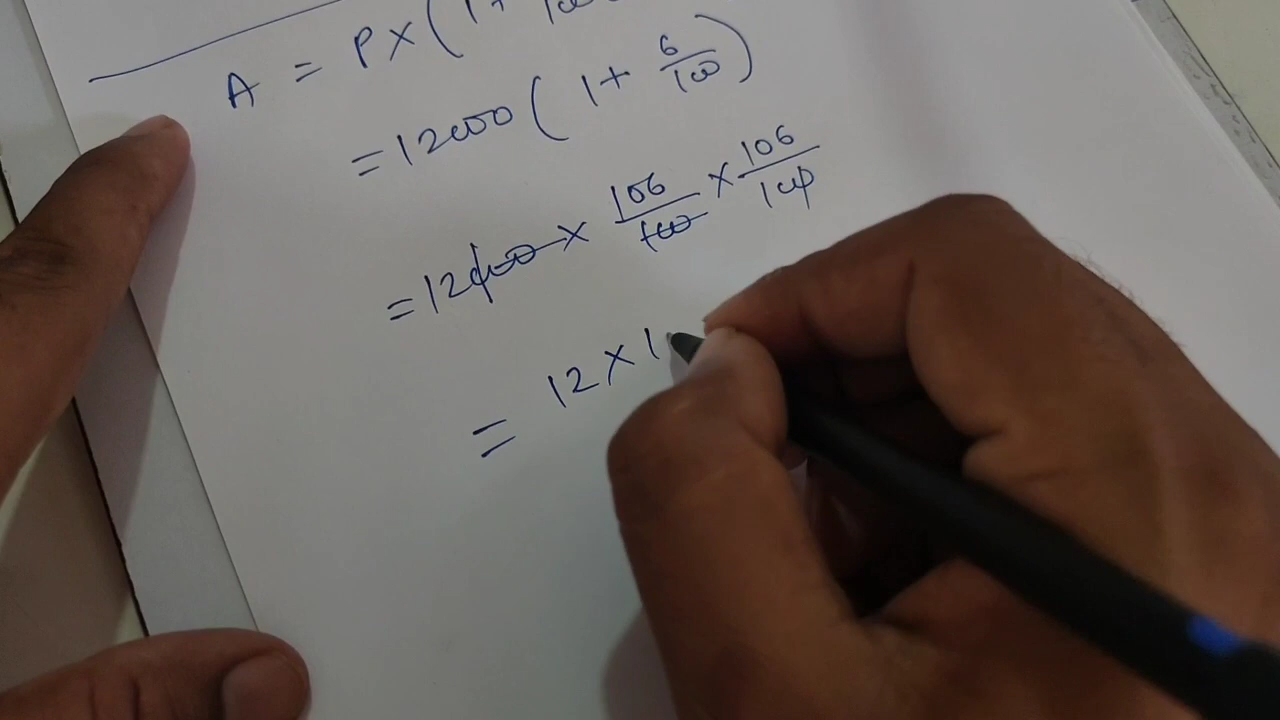 A = P × ( 1 +
= 12000 ( 1 + 6/100 )
= 12000 × 106/100 × 106/100
= 12 × 1